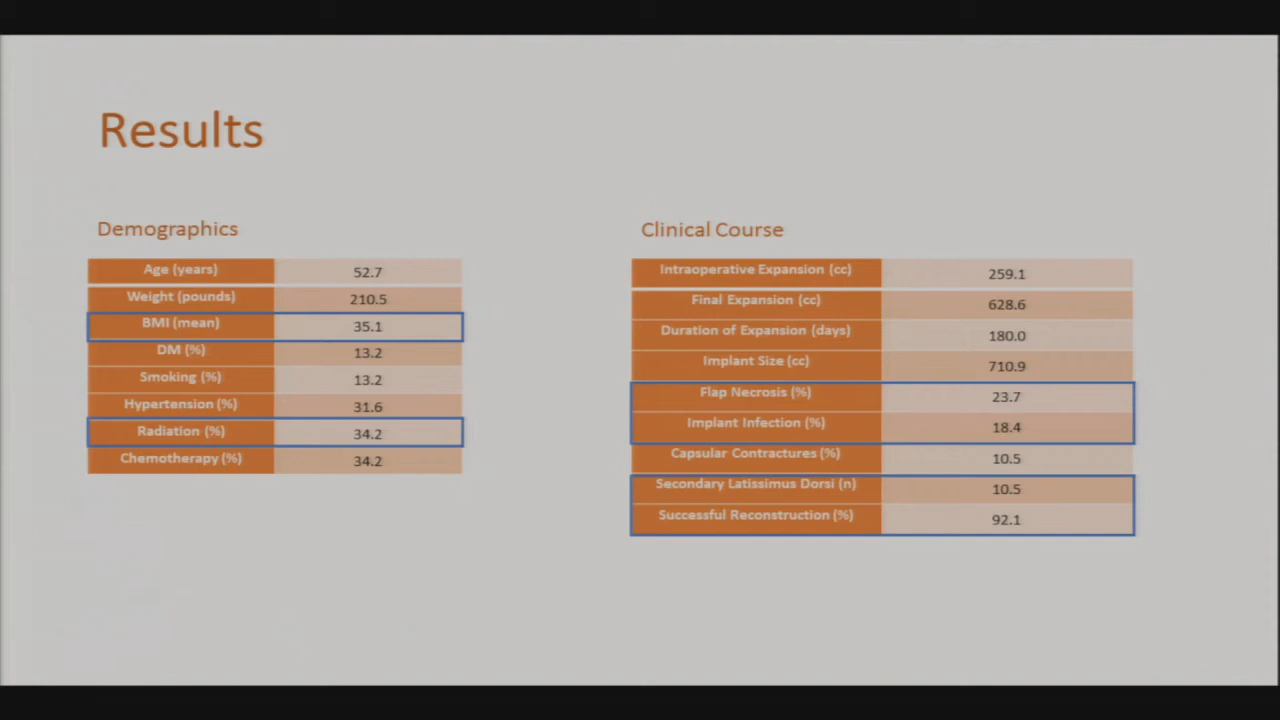 Results
Demographics
Age (years) 52.7
Weight (pounds) 210.5
BMI (mean) 35.1
DM (%) 13.2
Smoking (%) 13.2
Hypertension (%) 31.6
Radiation (%) 34.2
Chemotherapy (%) 34.2
Clinical Course
Intraoperative Expansion (cc) 259.1
Final Expansion (cc) 628.6
Duration of Expansion (days) 180.0
Implant Size (cc) 710.9
Flap Necrosis (%) 23.7
Implant Infection (%) 18.4
Capsular Contractures (%) 10.5
Secondary Latissimus Dorsi (n) 10.5
Successful Reconstruction (%) 92.1